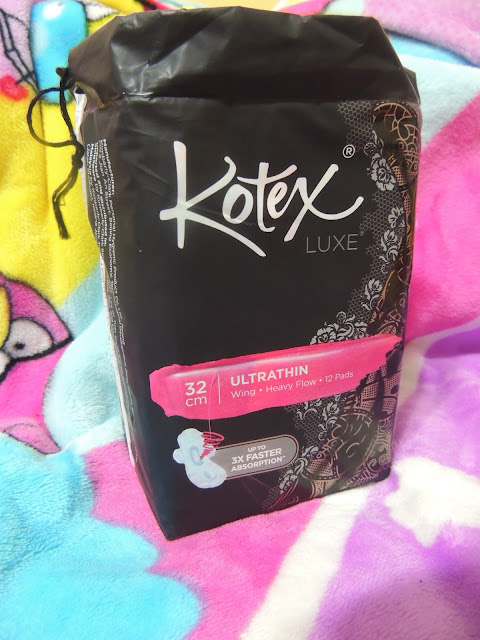 Kotex®
LUXE
32
cm
ULTRATHIN
Wing • Heavy Flow • 12 Pads
UP TO
3X FASTER
ABSORPTION